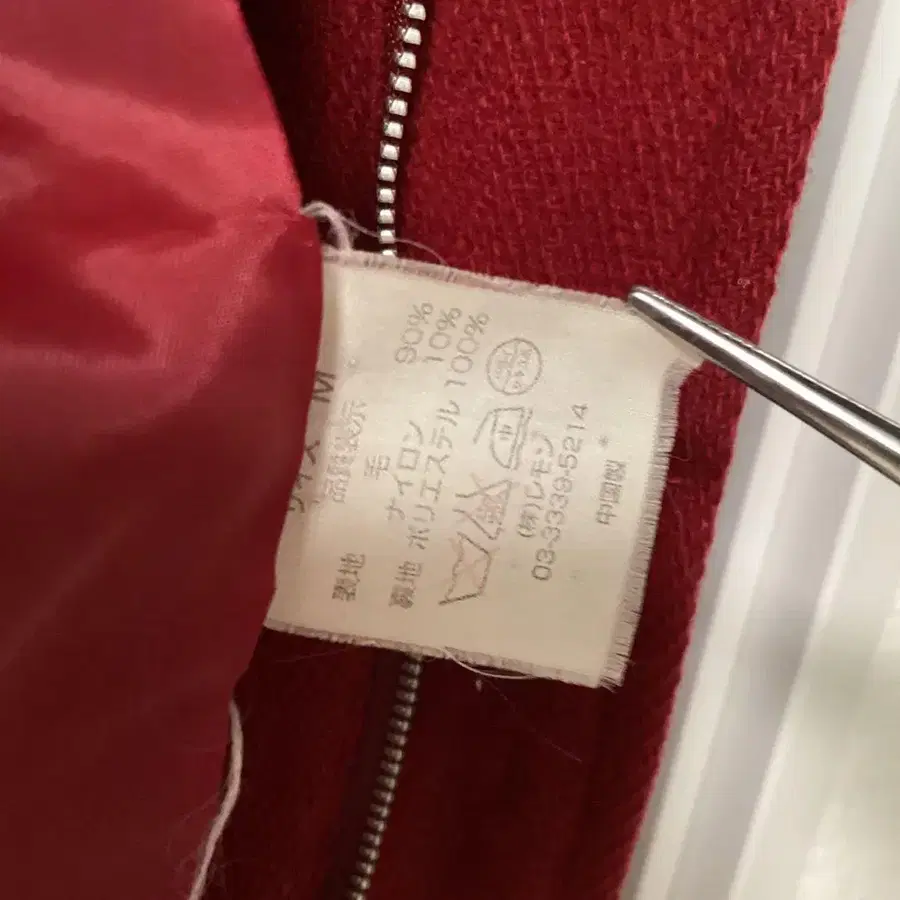 サイズ M
品質表示
表地 毛 90%
ナイロン 10%
裏地 ポリエステル 100%
(株)レモン
03-3339-5214
中国製